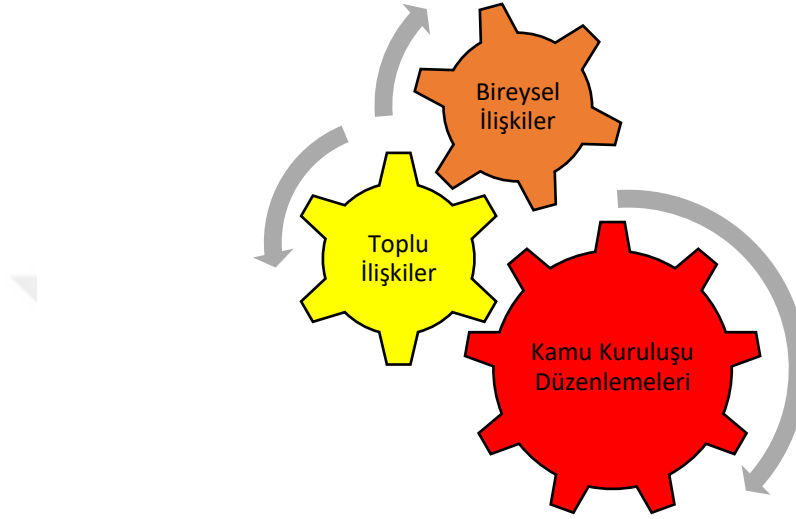 Bireysel
İlişkiler
Toplu
İlişkiler
Kamu Kuruluşu
Düzenlemeleri